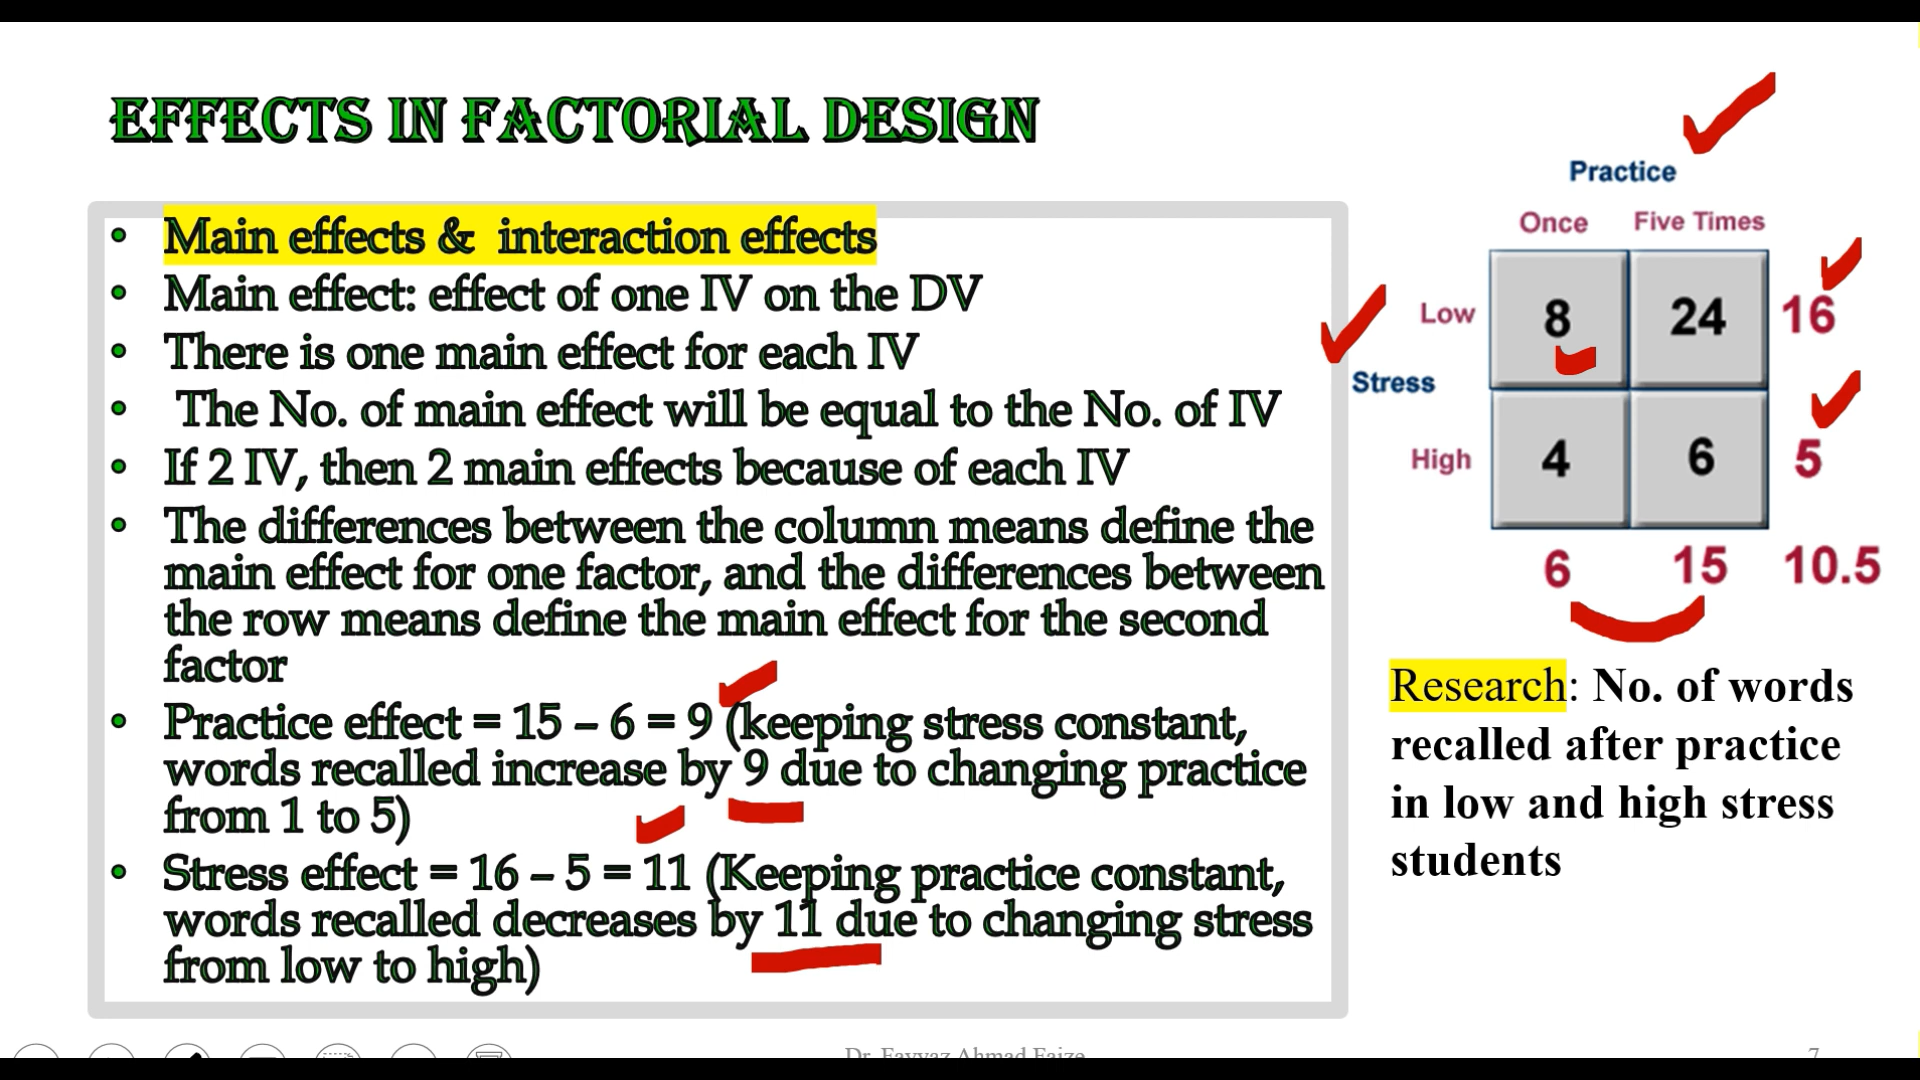 EFFECTS IN FACTORIAL DESIGN
• Main effects & interaction effects
• Main effect: effect of one IV on the DV
• There is one main effect for each IV
• The No. of main effect will be equal to the No. of IV
• If 2 IV, then 2 main effects because of each IV
• The differences between the column means define the
main effect for one factor, and the differences between
the row means define the main effect for the second
factor
• Practice effect = 15 – 6 = 9 (keeping stress constant,
words recalled increase by 9 due to changing practice
from 1 to 5)
• Stress effect = 16 – 5 = 11 (Keeping practice constant,
words recalled decreases by 11 due to changing stress
from low to high)
Practice
Once Five Times
Low 8 24 16
Stress
High 4 6 5
6 15 10.5
Research: No. of words
recalled after practice
in low and high stress
students
Dr. Fayyaz Ahmad Faize
7